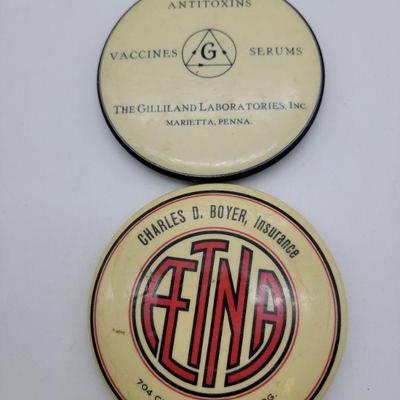 ANTITOXINS
VACCINES G SERUMS
THE GILLILAND LABORATORIES, INC.
MARIETTA, PENNA.
CHARLES D. BOYER, Insurance
ÆTNA
704